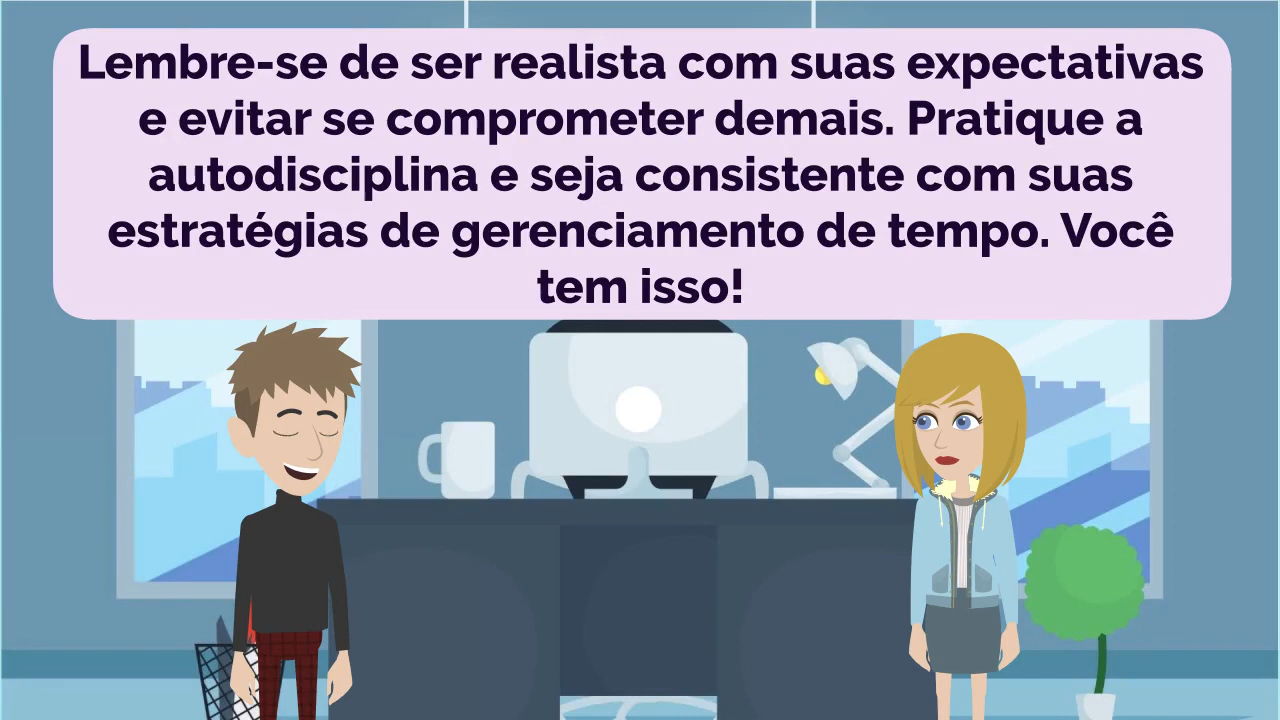 Lembre-se de ser realista com suas expectativas
e evitar se comprometer demais. Pratique a
autodisciplina e seja consistente com suas
estratégias de gerenciamento de tempo. Você
tem isso!